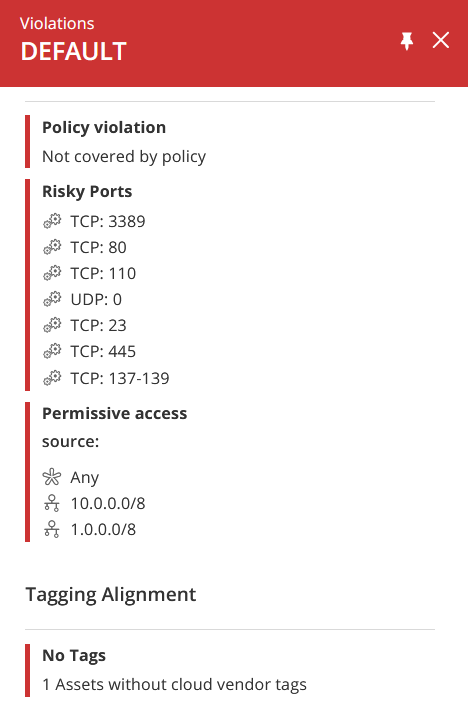 Violations
DEFAULT
Policy violation
Not covered by policy
Risky Ports
TCP: 3389
TCP: 80
TCP: 110
UDP: 0
TCP: 23
TCP: 445
TCP: 137-139
Permissive access
source:
Any
10.0.0.0/8
1.0.0.0/8
Tagging Alignment
No Tags
1 Assets without cloud vendor tags